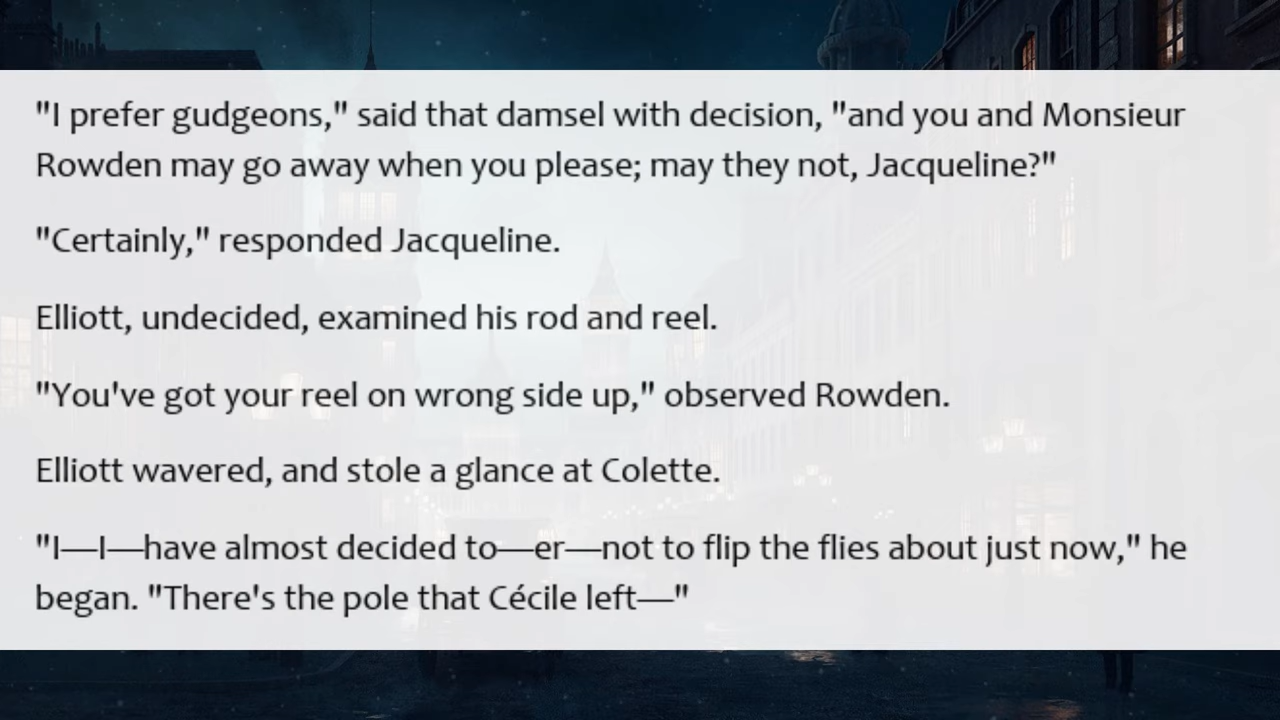 "I prefer gudgeons," said that damsel with decision, "and you and Monsieur
Rowden may go away when you please; may they not, Jacqueline?"
"Certainly," responded Jacqueline.
Elliott, undecided, examined his rod and reel.
"You've got your reel on wrong side up," observed Rowden.
Elliott wavered, and stole a glance at Colette.
"I—I—have almost decided to—er—not to flip the flies about just now," he
began. "There's the pole that Cécile left—"